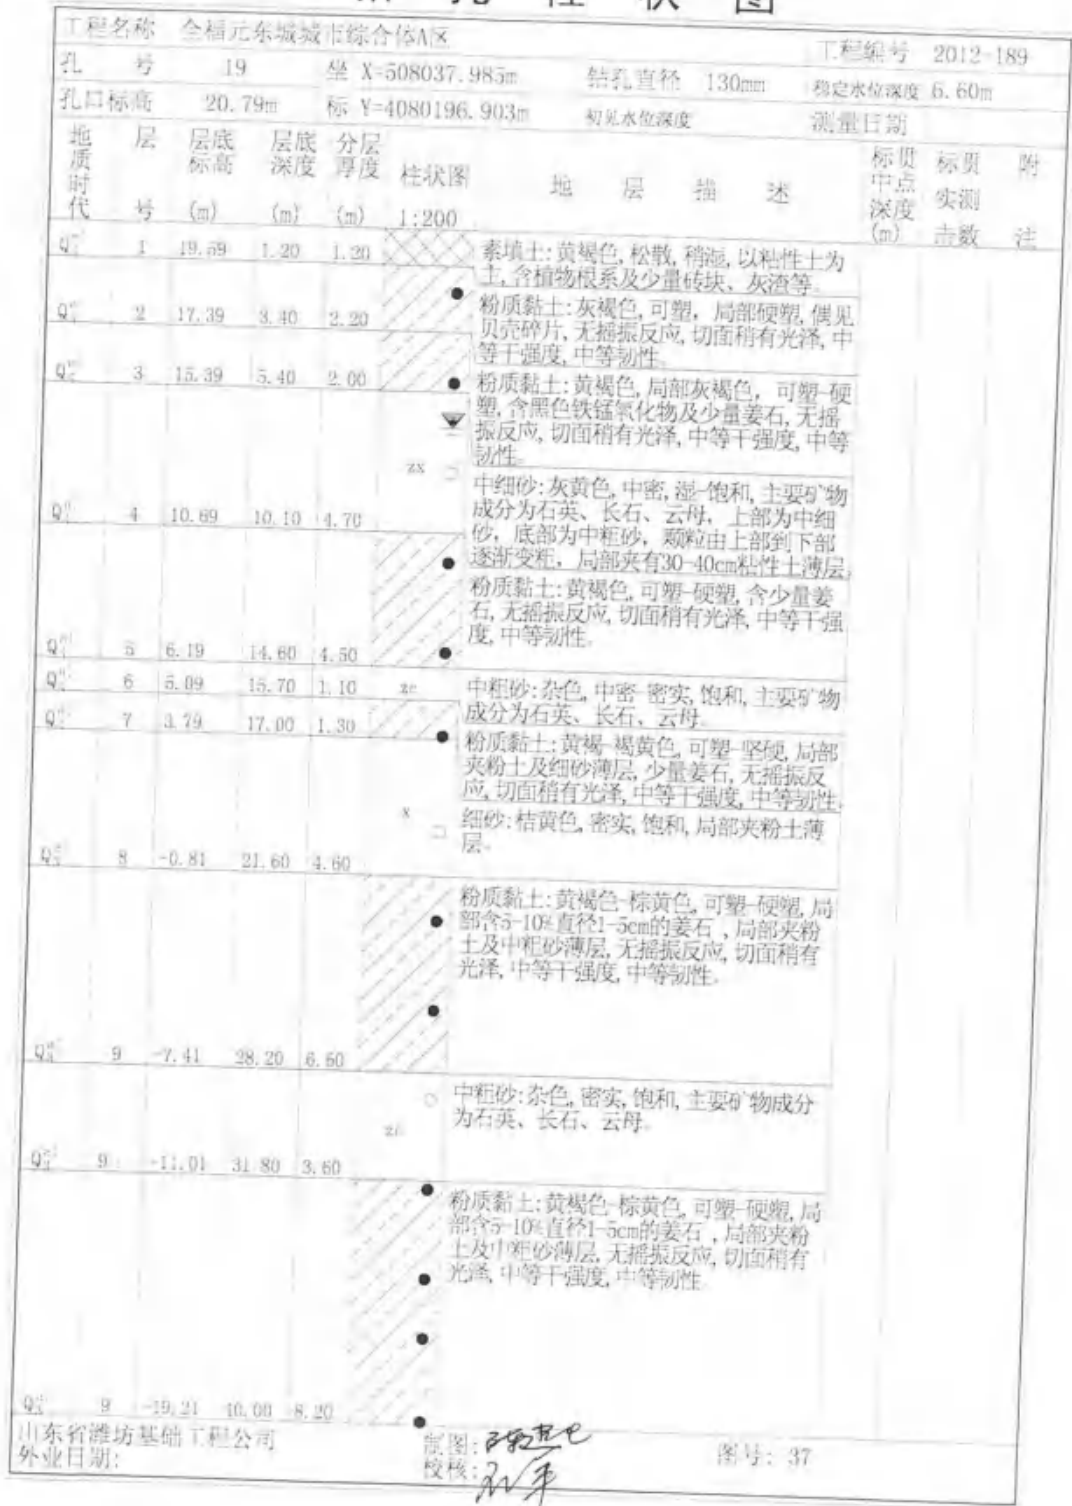 柱 状 图
工程名称 全福元东城城市综合体A区 工程编号 2012-189
孔 号 19 坐 X=508037.985m 钻孔直径 130mm 稳定水位深度 6.60m
孔口标高 20.79m 标 Y=4080196.903m 初见水位深度 测量日期
地质时代 层号 层底标高(m) 层底深度(m) 分层厚度(m) 柱状图 1:200 地 层 描 述 标贯中点深度(m) 标贯实测击数 附注
1 19.59 1.20 1.20
素填土:黄褐色,松散,稍湿,以粘性土为
主,含植物根系及少量砖块、灰渣等。
2 17.39 3.40 2.20
粉质黏土:灰褐色,可塑,局部硬塑,偶见
贝壳碎片,无摇振反应,切面稍有光泽,中
等干强度,中等韧性。
3 15.39 5.40 2.00
粉质黏土:黄褐色,局部灰褐色,可塑-硬
塑,含黑色铁锰氧化物及少量姜石,无摇
振反应,切面稍有光泽,中等干强度,中等
韧性。
zx
4 10.69 10.10 4.70
中细砂:灰黄色,中密,湿-饱和,主要矿物
成分为石英、长石、云母,上部为中细
砂,底部为中粗砂,颗粒由上部到下部
逐渐变粗,局部夹有30-40cm粘性土薄层。
5 6.19 14.60 4.50
粉质黏土:黄褐色,可塑-硬塑,含少量姜
石,无摇振反应,切面稍有光泽,中等干强
度,中等韧性。
6 5.09 15.70 1.10 zc
中粗砂:杂色,中密-密实,饱和,主要矿物
成分为石英、长石、云母。
7 3.79 17.00 1.30
粉质黏土:黄褐-褐黄色,可塑-坚硬,局部
夹粉土及细砂薄层,少量姜石,无摇振反
应,切面稍有光泽,中等干强度,中等韧性。
x
8 -0.81 21.60 4.60
细砂:桔黄色,密实,饱和,局部夹粉土薄
层。
9 -7.41 28.20 6.60
粉质黏土:黄褐色-棕黄色,可塑-硬塑,局
部含5-10%直径1-5cm的姜石,局部夹粉
土及中粗砂薄层,无摇振反应,切面稍有
光泽,中等干强度,中等韧性。
zc
9 -11.01 31.80 3.60
中粗砂:杂色,密实,饱和,主要矿物成分
为石英、长石、云母。
9 -19.21 40.00 8.20
粉质黏土:黄褐色-棕黄色,可塑-硬塑,局
部含5-10%直径1-5cm的姜石,局部夹粉
土及中粗砂薄层,无摇振反应,切面稍有
光泽,中等干强度,中等韧性
山东省潍坊基础工程公司 制图: 图号: 37
外业日期: 校核: